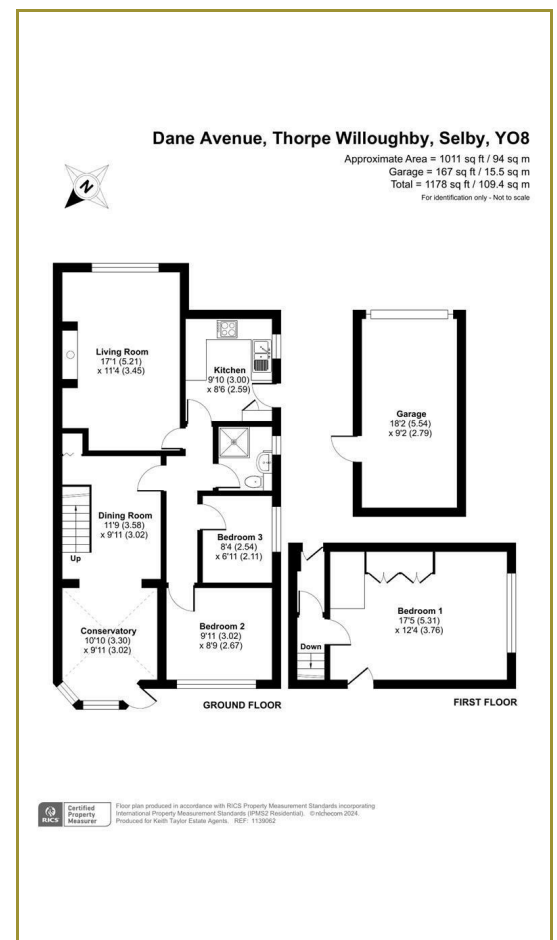 Dane Avenue, Thorpe Willoughby, Selby, YO8
Approximate Area = 1011 sq ft / 94 sq m
Garage = 167 sq ft / 15.5 sq m
Total = 1178 sq ft / 109.4 sq m
For identification only - Not to scale
N
Living Room
17'1 (5.21)
x 11'4 (3.45)
Kitchen
9'10 (3.00)
x 8'6 (2.59)
Garage
18'2 (5.54)
x 9'2 (2.79)
Dining Room
11'9 (3.58)
x 9'11 (3.02)
Up
Bedroom 3
8'4 (2.54)
x 6'11 (2.11)
Conservatory
10'10 (3.30)
x 9'11 (3.02)
Bedroom 2
9'11 (3.02)
x 8'9 (2.67)
Bedroom 1
17'5 (5.31)
x 12'4 (3.76)
Down
GROUND FLOOR
FIRST FLOOR
RICS
Certified
Property
Measurer
Floor plan produced in accordance with RICS Property Measurement Standards incorporating
International Property Measurement Standards (IPMS2 Residential). © nichecom 2024.
Produced for Keith Taylor Estate Agents. REF: 1139062